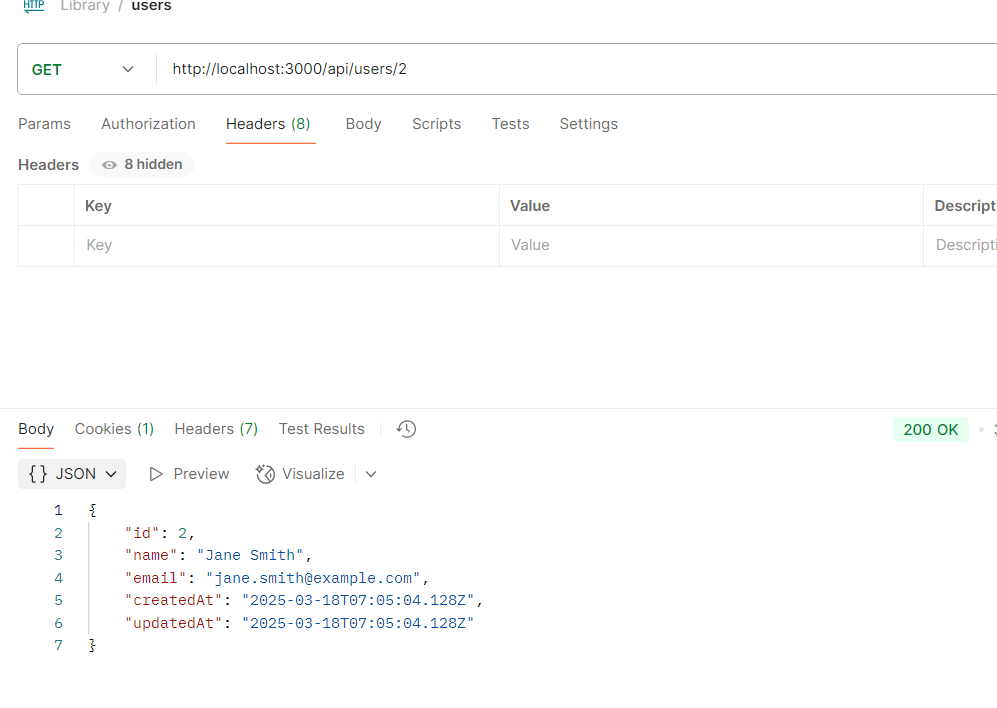 HTTP Library / users
GET http://localhost:3000/api/users/2
Params Authorization Headers (8) Body Scripts Tests Settings
Headers 8 hidden
Key Value Descript
Key Value Descripti
Body Cookies (1) Headers (7) Test Results 200 OK
{} JSON Preview Visualize
1 {
2 "id": 2,
3 "name": "Jane Smith",
4 "email": "jane.smith@example.com",
5 "createdAt": "2025-03-18T07:05:04.128Z",
6 "updatedAt": "2025-03-18T07:05:04.128Z"
7 }